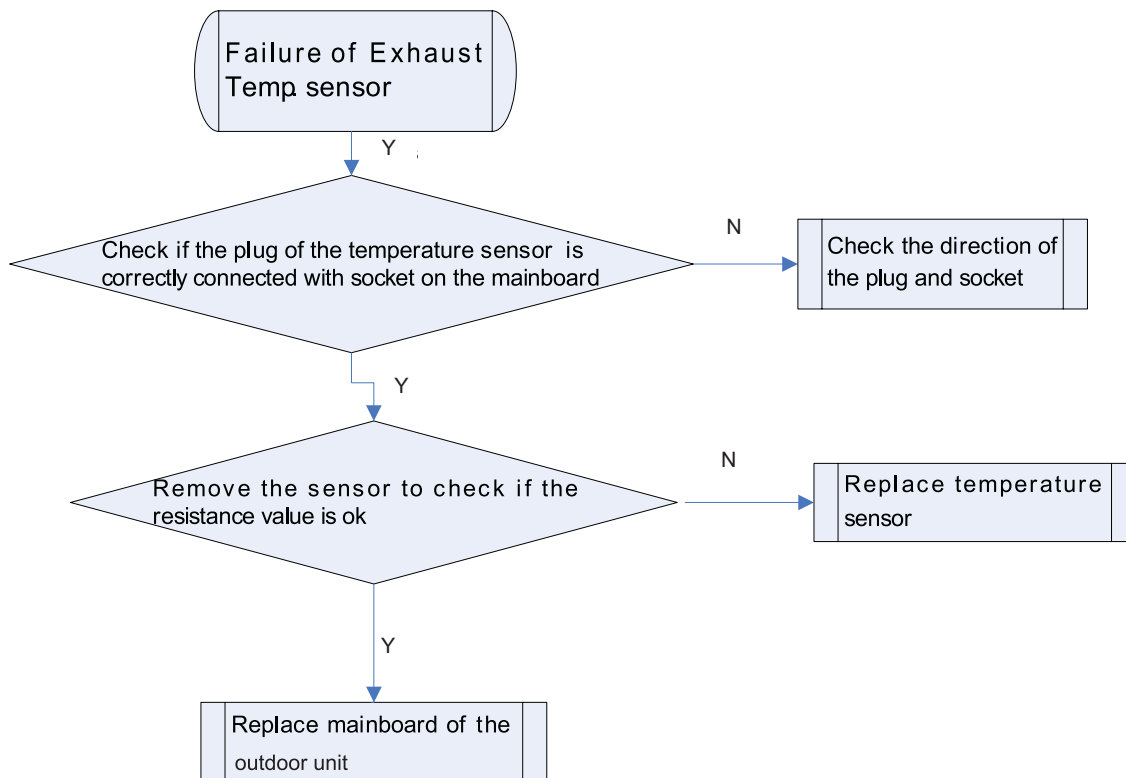 Failure of Exhaust
Temp. sensor
Y
Check if the plug of the temperature sensor is
correctly connected with socket on the mainboard
N
Check the direction of
the plug and socket
Y
Remove the sensor to check if the
resistance value is ok
N
Replace temperature
sensor
Y
Replace mainboard of the
outdoor unit